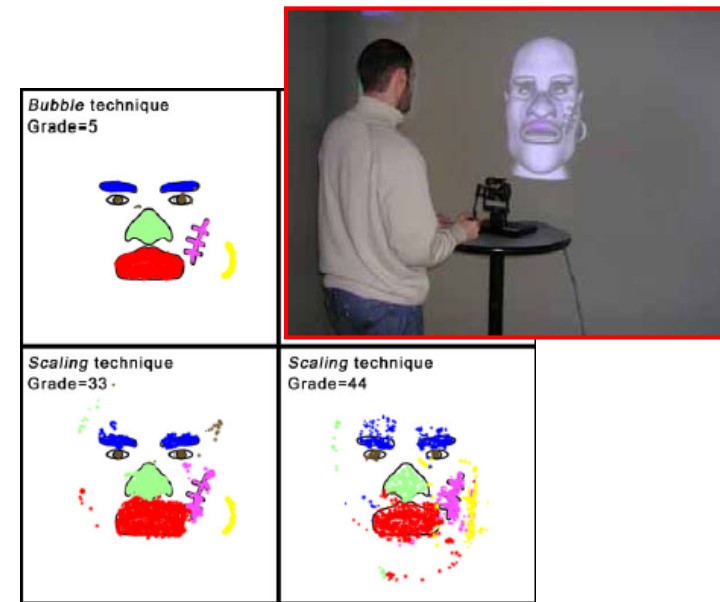 Bubble technique
Grade=5
Scaling technique
Grade=33
Scaling technique
Grade=44